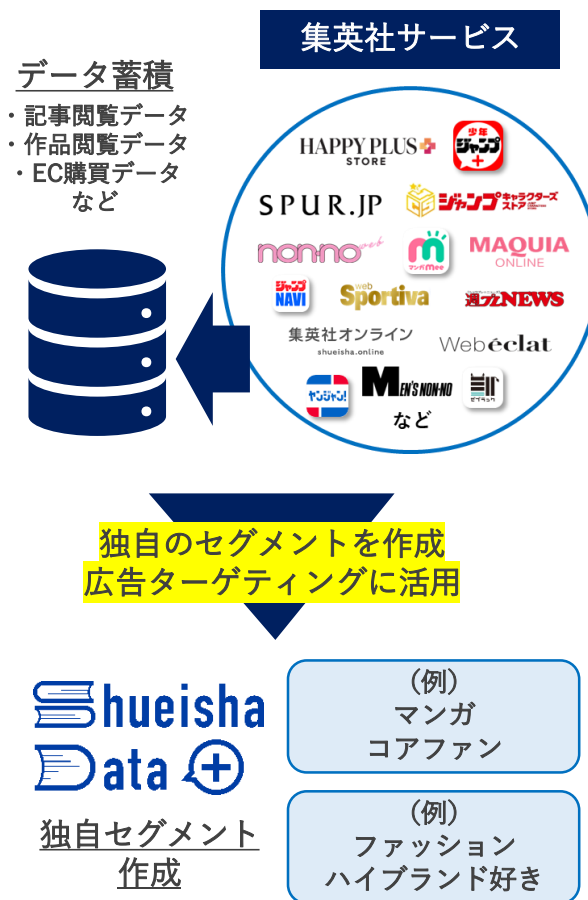 集英社サービス
データ蓄積
・記事閲覧データ
・作品閲覧データ
・EC購買データ
など
HAPPY PLUS
STORE
少年
ジャンプ
+
SPUR.JP
ジャンプキャラクターズ
ストア
non-no web
マンガMee
MAQUIA
ONLINE
ジャンプ
NAVI
web
Sportiva
週プレNEWS
集英社オンライン
shueisha.online
Web éclat
ヤンジャン!
MEN'S NON-NO
ゼブラック
など
独自のセグメントを作成
広告ターゲティングに活用
Shueisha
Data +
独自セグメント
作成
（例）
マンガ
コアファン
（例）
ファッション
ハイブランド好き